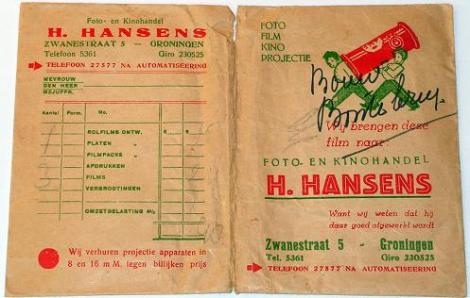 Foto- en Kinohandel
H. HANSENS
ZWANESTRAAT 5 - GRONINGEN
Telefoon 5361 Giro 230525
TELEFOON 27577 NA AUTOMATISEERING
MEVROUW
DEN HEER
MEJUFFR.
Aantal Form. No.
ROLFILMS ONTW.
PLATEN "
FILMPACKS "
AFDRUKKEN
FILMS
VERGROOTINGEN
OMZETBELASTING
Wij verhuren projectie apparaten in
8 en 16 m.M. tegen billijken prijs
FOTO
FILM
KINO
PROJECTIE
Bouw
Wij brengen deze
film naar:
FOTO- EN KINOHANDEL
H. HANSENS
Want wij weten dat hij
daar goed afgewerkt wordt
Zwanestraat 5 - Groningen
Tel. 5361 Giro 230525
TELEFOON 27577 NA AUTOMATISEERING